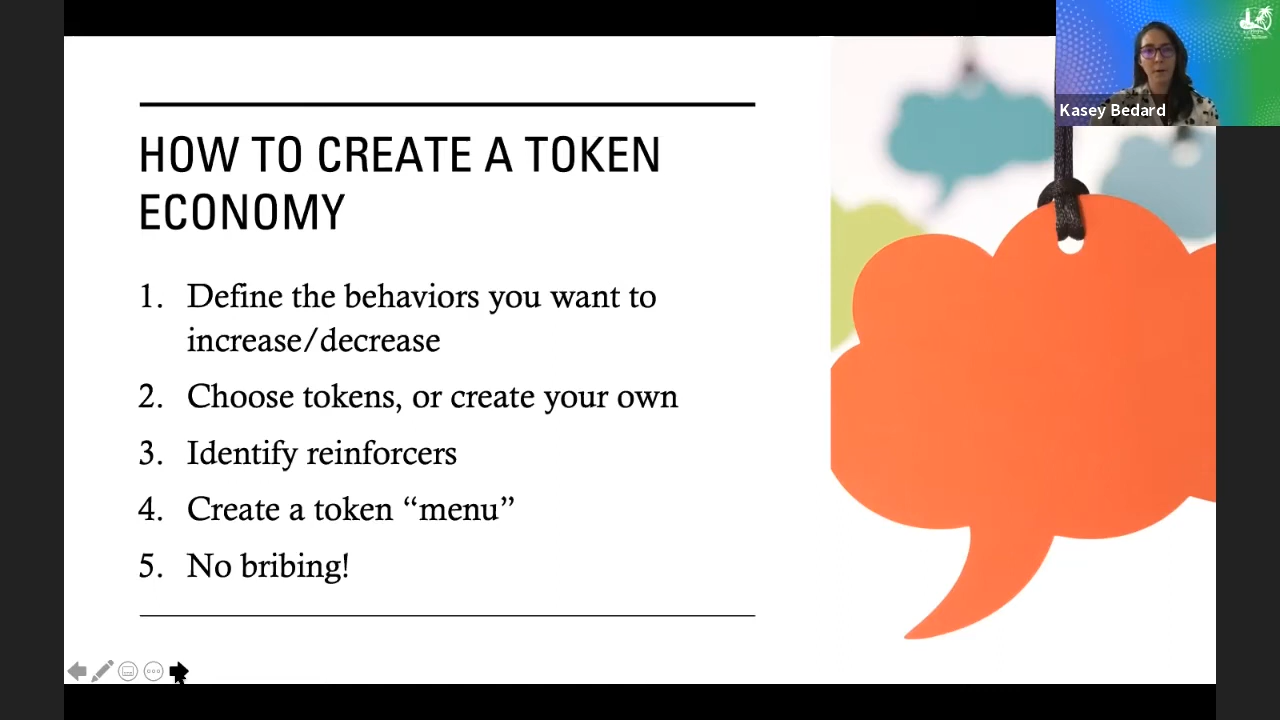 HOW TO CREATE A TOKEN
ECONOMY
1. Define the behaviors you want to
increase/decrease
2. Choose tokens, or create your own
3. Identify reinforcers
4. Create a token “menu”
5. No bribing!
Kasey Bedard